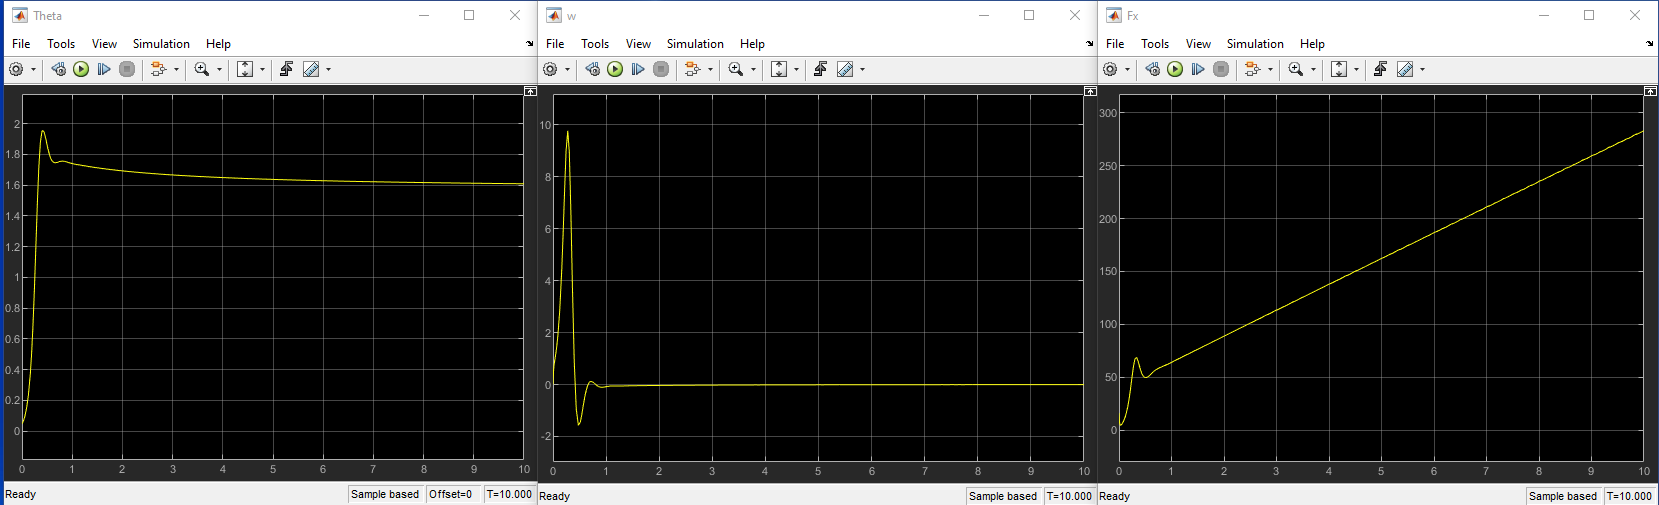 Theta
File Tools View Simulation Help
2
1.8
1.6
1.4
1.2
1
0.8
0.6
0.4
0.2
0
0 1 2 3 4 5 6 7 8 9 10
Ready Sample based Offset=0 T=10.000
w
File Tools View Simulation Help
10
8
6
4
2
0
-2
0 1 2 3 4 5 6 7 8 9 10
Ready Sample based T=10.000
Fx
File Tools View Simulation Help
300
250
200
150
100
50
0
0 1 2 3 4 5 6 7 8 9 10
Ready Sample based T=10.000